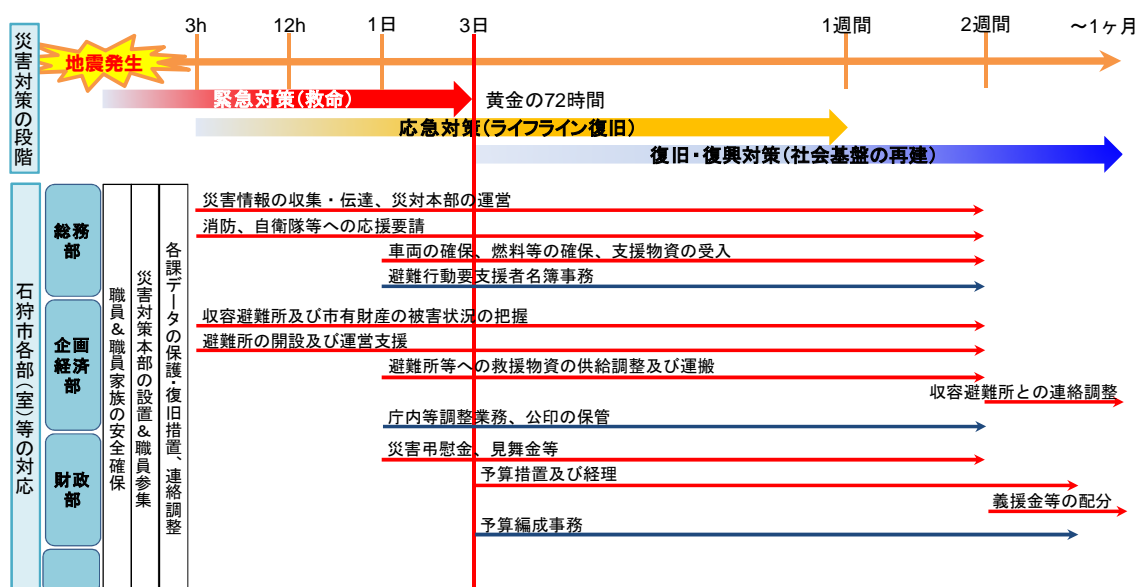 災害対策の段階
地震発生
3h
12h
1日
3日
1週間
2週間
～1ヶ月
緊急対策(救命)
黄金の72時間
応急対策(ライフライン復旧)
復旧・復興対策(社会基盤の再建)
石狩市各部(室)等の対応
総務部
企画経済部
財政部
職員&職員家族の安全確保
災害対策本部の設置&職員参集
各課データの保護・復旧措置、連絡調整
災害情報の収集・伝達、災対本部の運営
消防、自衛隊等への応援要請
車両の確保、燃料等の確保、支援物資の受入
避難行動要支援者名簿事務
収容避難所及び市有財産の被害状況の把握
避難所の開設及び運営支援
避難所等への救援物資の供給調整及び運搬
収容避難所との連絡調整
庁内等調整業務、公印の保管
災害弔慰金、見舞金等
予算措置及び経理
義援金等の配分
予算編成事務